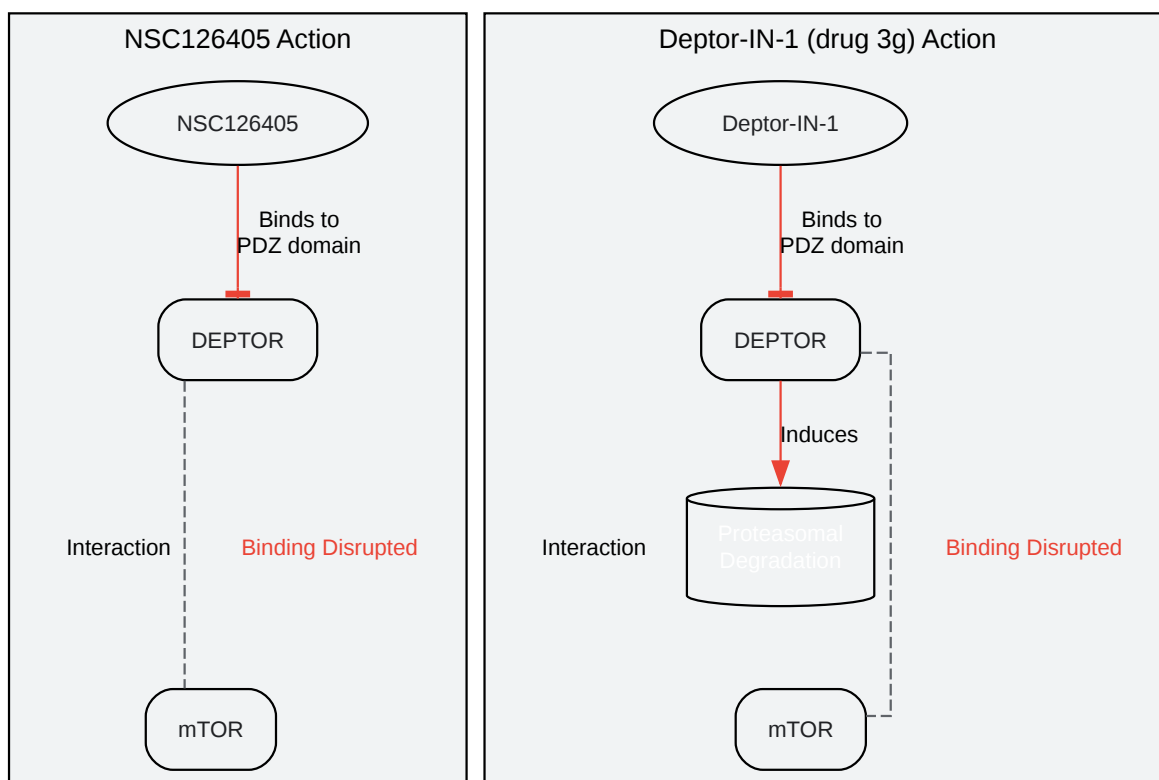 NSC126405 Action
NSC126405
Binds to
PDZ domain
DEPTOR
Interaction
Binding Disrupted
mTOR
Deptor-IN-1 (drug 3g) Action
Deptor-IN-1
Binds to
PDZ domain
DEPTOR
Induces
Proteasomal
Degradation
Interaction
Binding Disrupted
mTOR